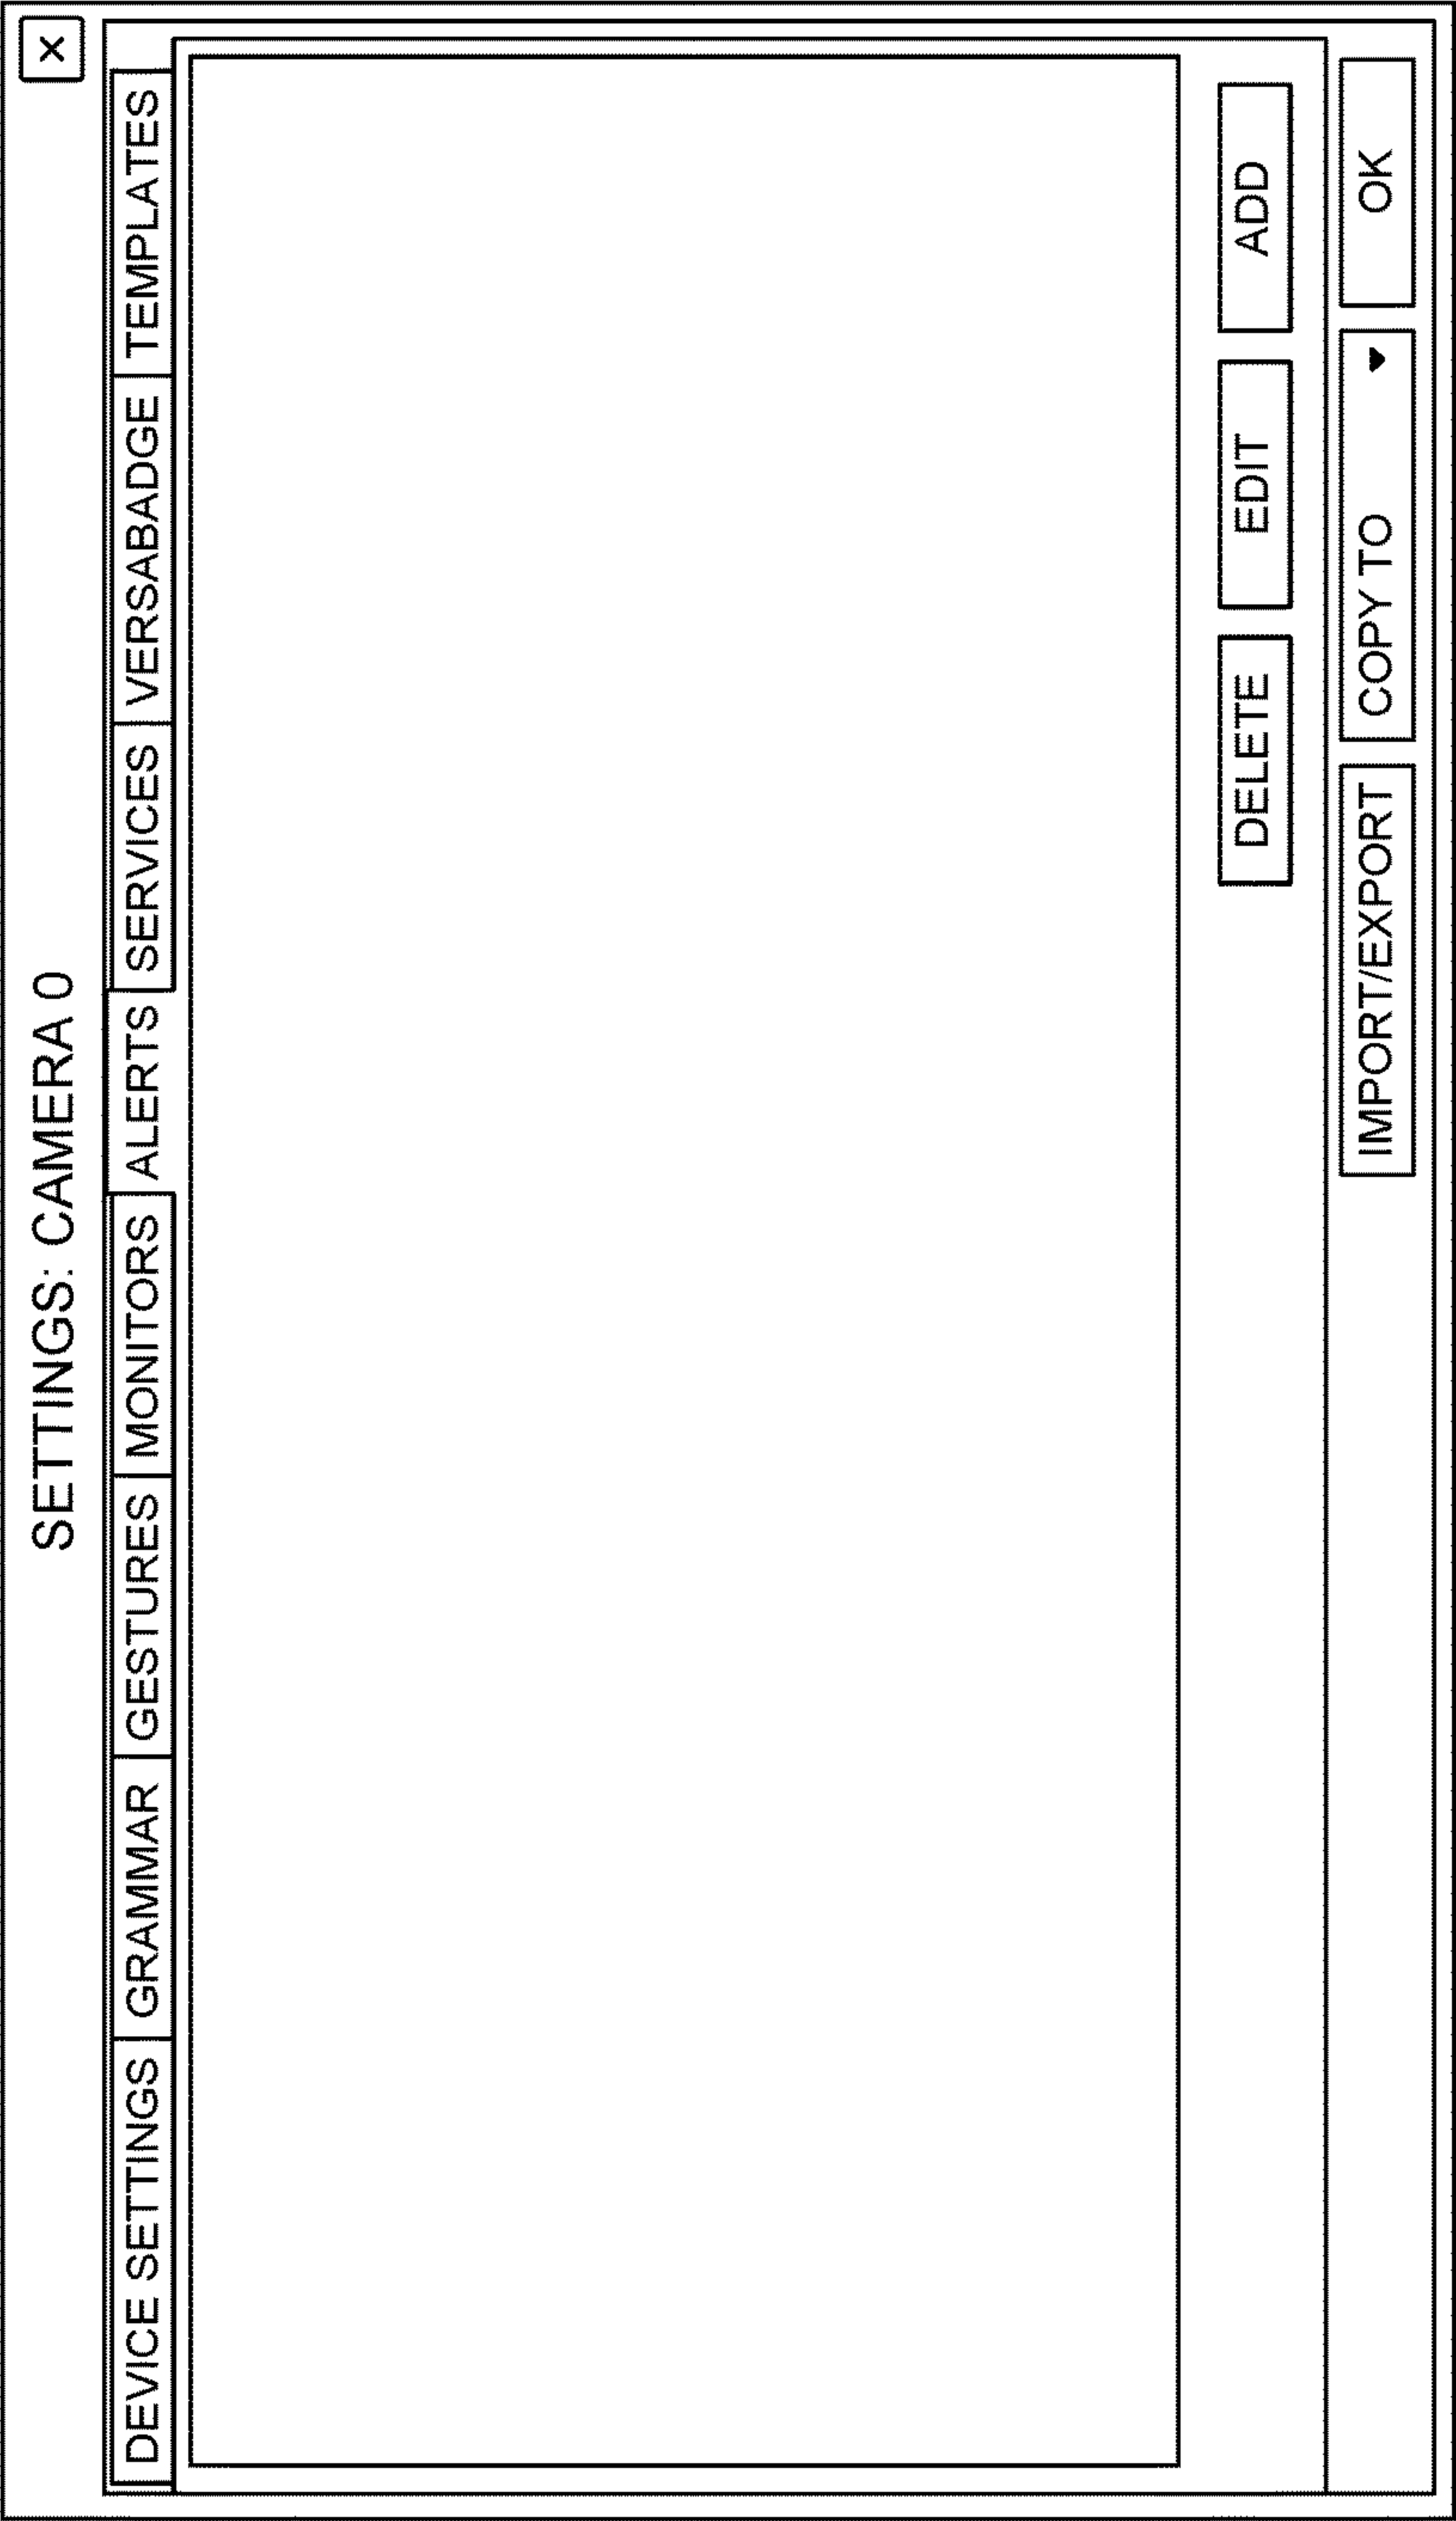 SETTINGS: CAMERA 0
X
DEVICE SETTINGS GRAMMAR GESTURES MONITORS ALERTS SERVICES VERSABADGE TEMPLATES
DELETE EDIT ADD
IMPORT/EXPORT COPY TO OK